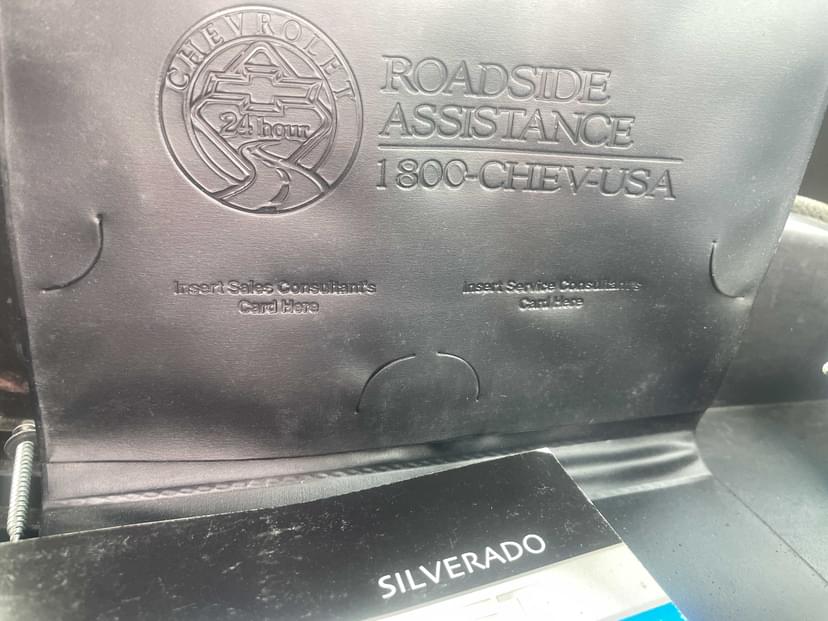 CHEVROLET
24 hour
ROADSIDE
ASSISTANCE
1800-CHEV-USA
Insert Sales Consultant's
Card Here
Insert Service Consultant's
Card Here
SILVERADO